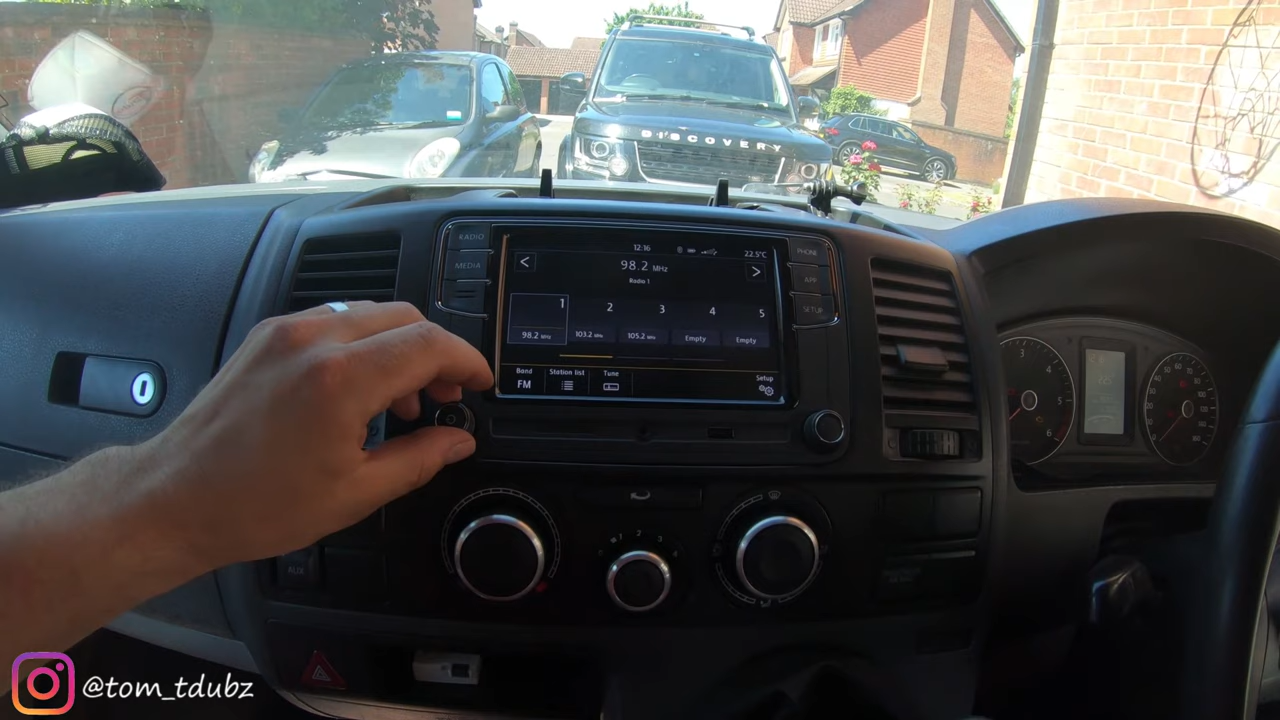 DISCOVERY
RADIO
MEDIA
12:16
22.5°C
98.2 MHz
Radio 1
PHONE
APP
SETUP
1 2 3 4 5
98.2 MHz 103.2 MHz 105.2 MHz Empty Empty
Band Station list Tune Setup
FM
AUX
@tom_tdubz